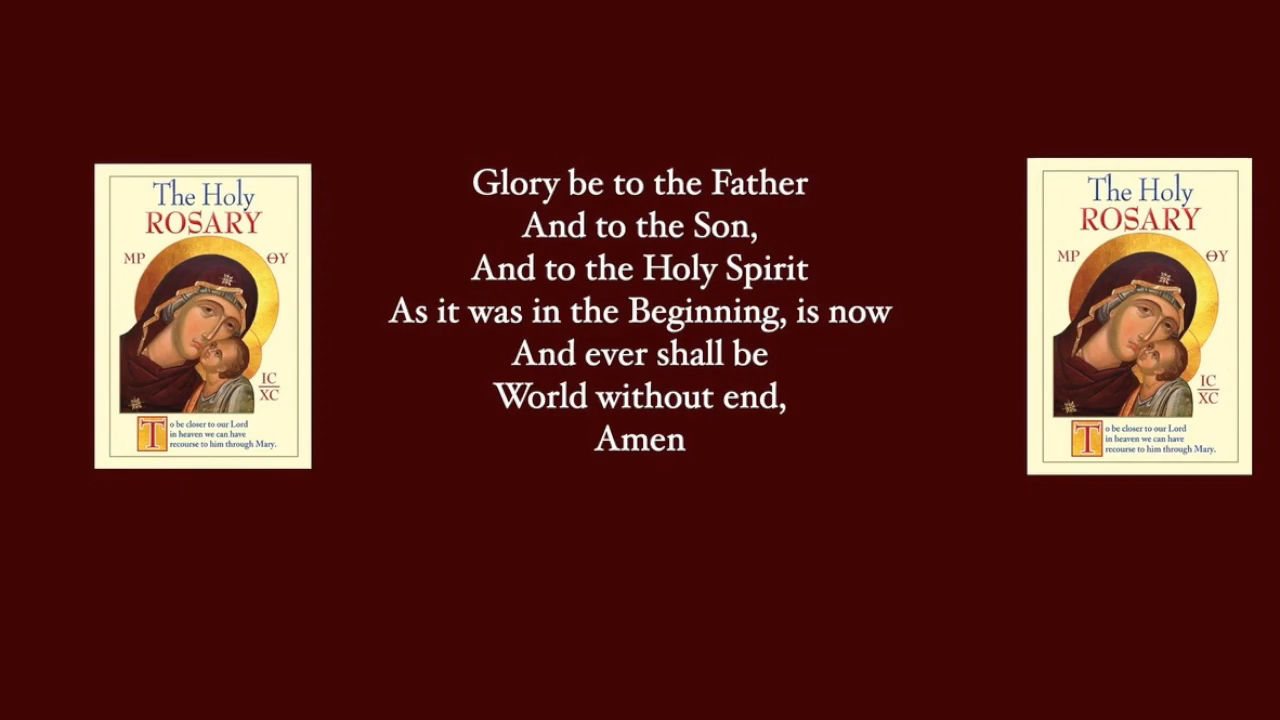 The Holy
ROSARY
MP ΘY
IC
XC
To be closer to our Lord
in heaven we can have
recourse to him through Mary.
Glory be to the Father
And to the Son,
And to the Holy Spirit
As it was in the Beginning, is now
And ever shall be
World without end,
Amen
The Holy
ROSARY
MP ΘY
IC
XC
To be closer to our Lord
in heaven we can have
recourse to him through Mary.